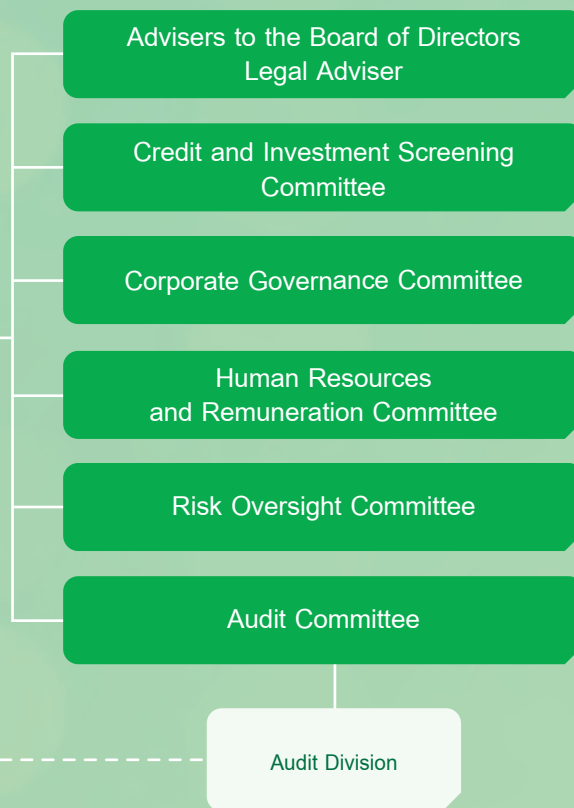 Advisers to the Board of Directors
Legal Adviser
Credit and Investment Screening
Committee
Corporate Governance Committee
Human Resources
and Remuneration Committee
Risk Oversight Committee
Audit Committee
Audit Division